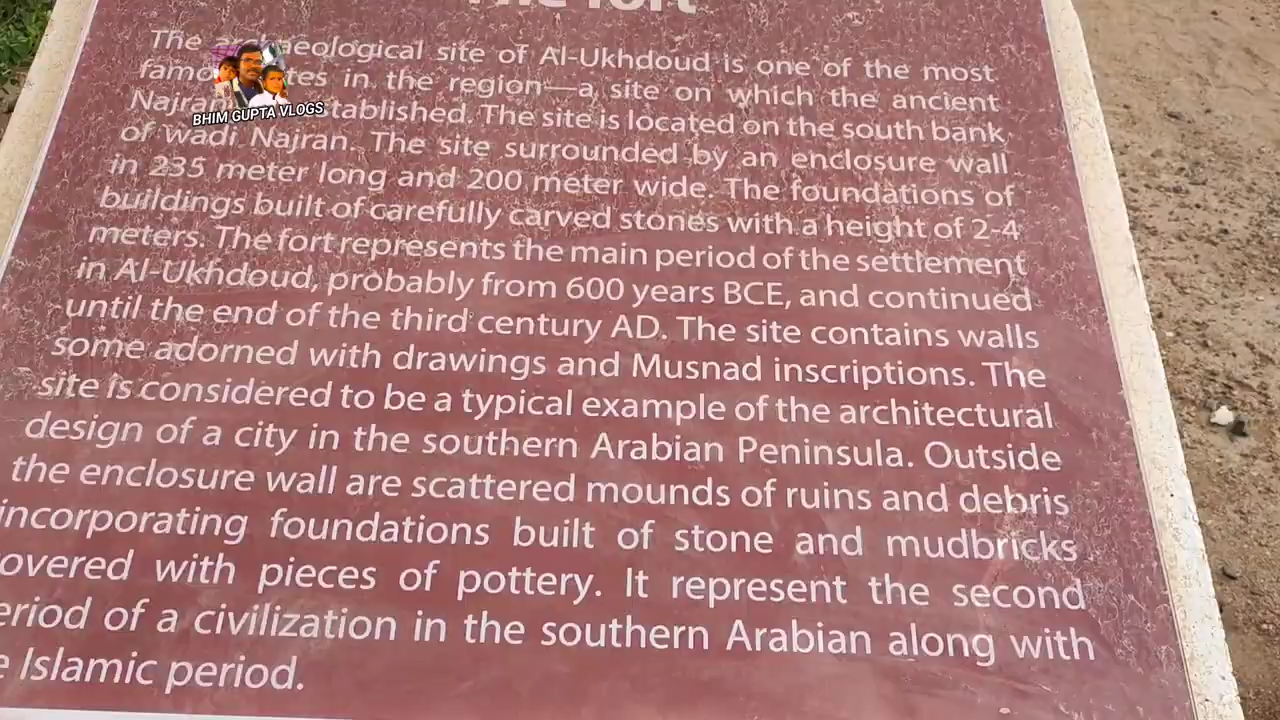 The fort
The archaeological site of Al-Ukhdoud is one of the most
famo tes in the region—a site on which the ancient
Najran tablished. The site is located on the south bank
of wadi Najran. The site surrounded by an enclosure wall
in 235 meter long and 200 meter wide. The foundations of
buildings built of carefully carved stones with a height of 2-4
meters. The fort represents the main period of the settlement
in Al-Ukhdoud, probably from 600 years BCE, and continued
until the end of the third century AD. The site contains walls
some adorned with drawings and Musnad inscriptions. The
site is considered to be a typical example of the architectural
design of a city in the southern Arabian Peninsula. Outside
the enclosure wall are scattered mounds of ruins and debris
incorporating foundations built of stone and mudbricks
overed with pieces of pottery. It represent the second
eriod of a civilization in the southern Arabian along with
e Islamic period.
BHIM GUPTA VLOGS